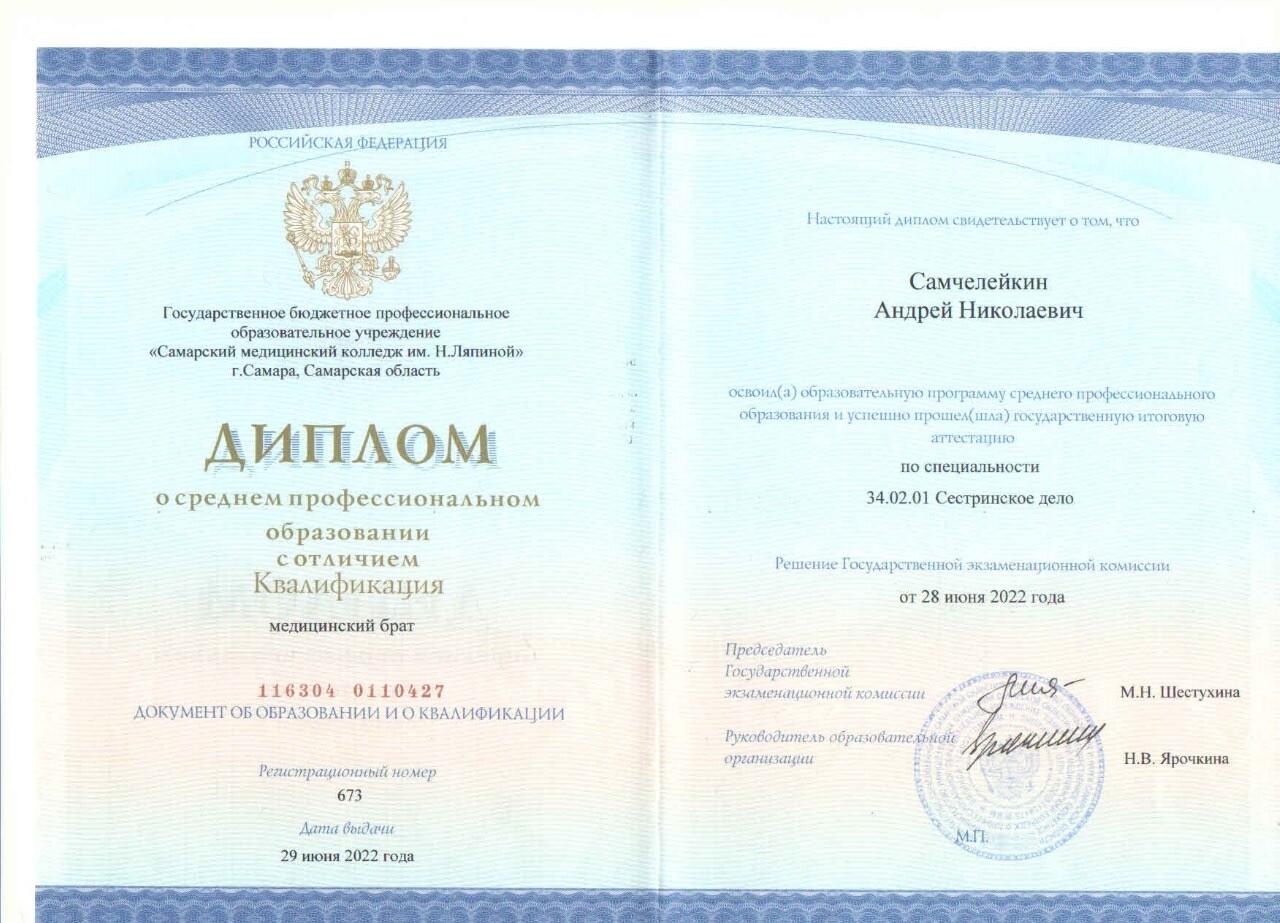 РОССИЙСКАЯ ФЕДЕРАЦИЯ
Государственное бюджетное профессиональное
образовательное учреждение
«Самарский медицинский колледж им. Н.Ляпиной»
г.Самара, Самарская область
ДИПЛОМ
о среднем профессиональном
образовании
с отличием
Квалификация
медицинский брат
116304 0110427
ДОКУМЕНТ ОБ ОБРАЗОВАНИИ И О КВАЛИФИКАЦИИ
Регистрационный номер
673
Дата выдачи
29 июня 2022 года
Настоящий диплом свидетельствует о том, что
Самчелейкин
Андрей Николаевич
освоил(а) образовательную программу среднего профессионального
образования и успешно прошел(шла) государственную итоговую
аттестацию
по специальности
34.02.01 Сестринское дело
Решение Государственной экзаменационной комиссии
от 28 июня 2022 года
Председатель
Государственной
экзаменационной комиссии
М.Н. Шестухина
Руководитель образовательной
организации
Н.В. Ярочкина
М.П.